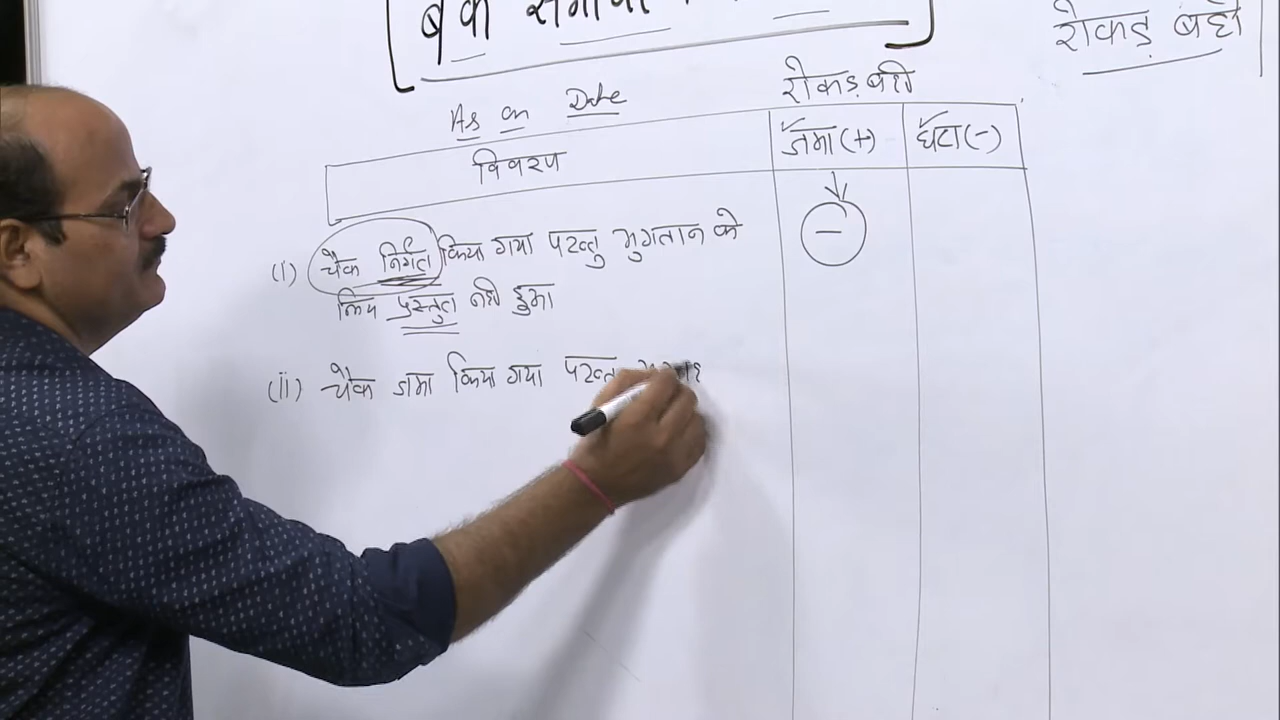 बैंक
रोकड़ बही
As on Date
रोकड़ बही
विवरण
जमा (+)
घटा (-)
(i) चैक निर्गत किया गया परन्तु भुगतान के
लिय प्रस्तुत नही हुआ
-
(ii) चैक जमा किया गया परन्तु